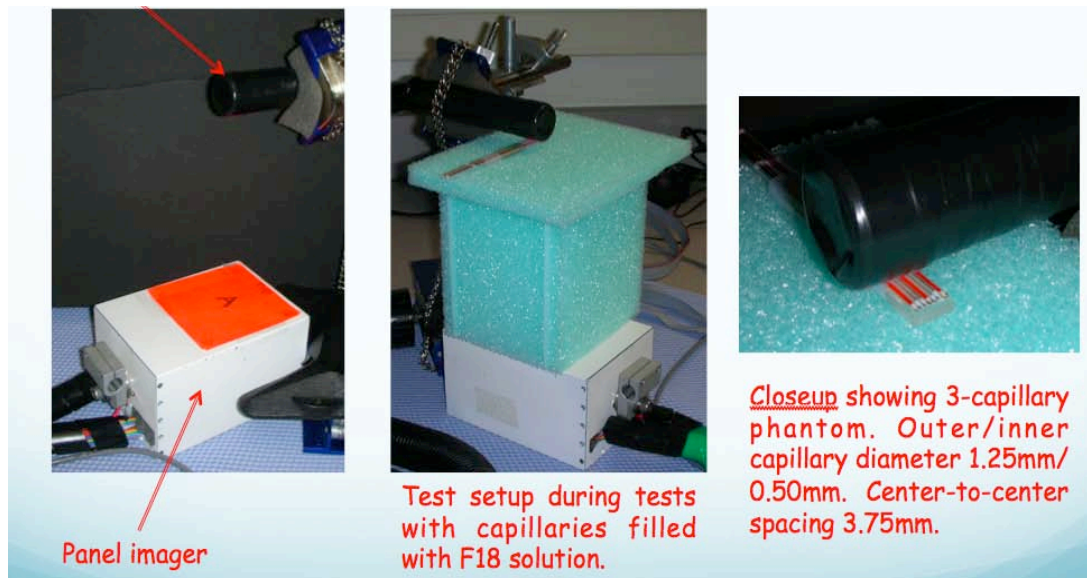 A
Panel imager
Test setup during tests
with capillaries filled
with F18 solution.
Closeup showing 3-capillary
phantom. Outer/inner
capillary diameter 1.25mm/
0.50mm. Center-to-center
spacing 3.75mm.